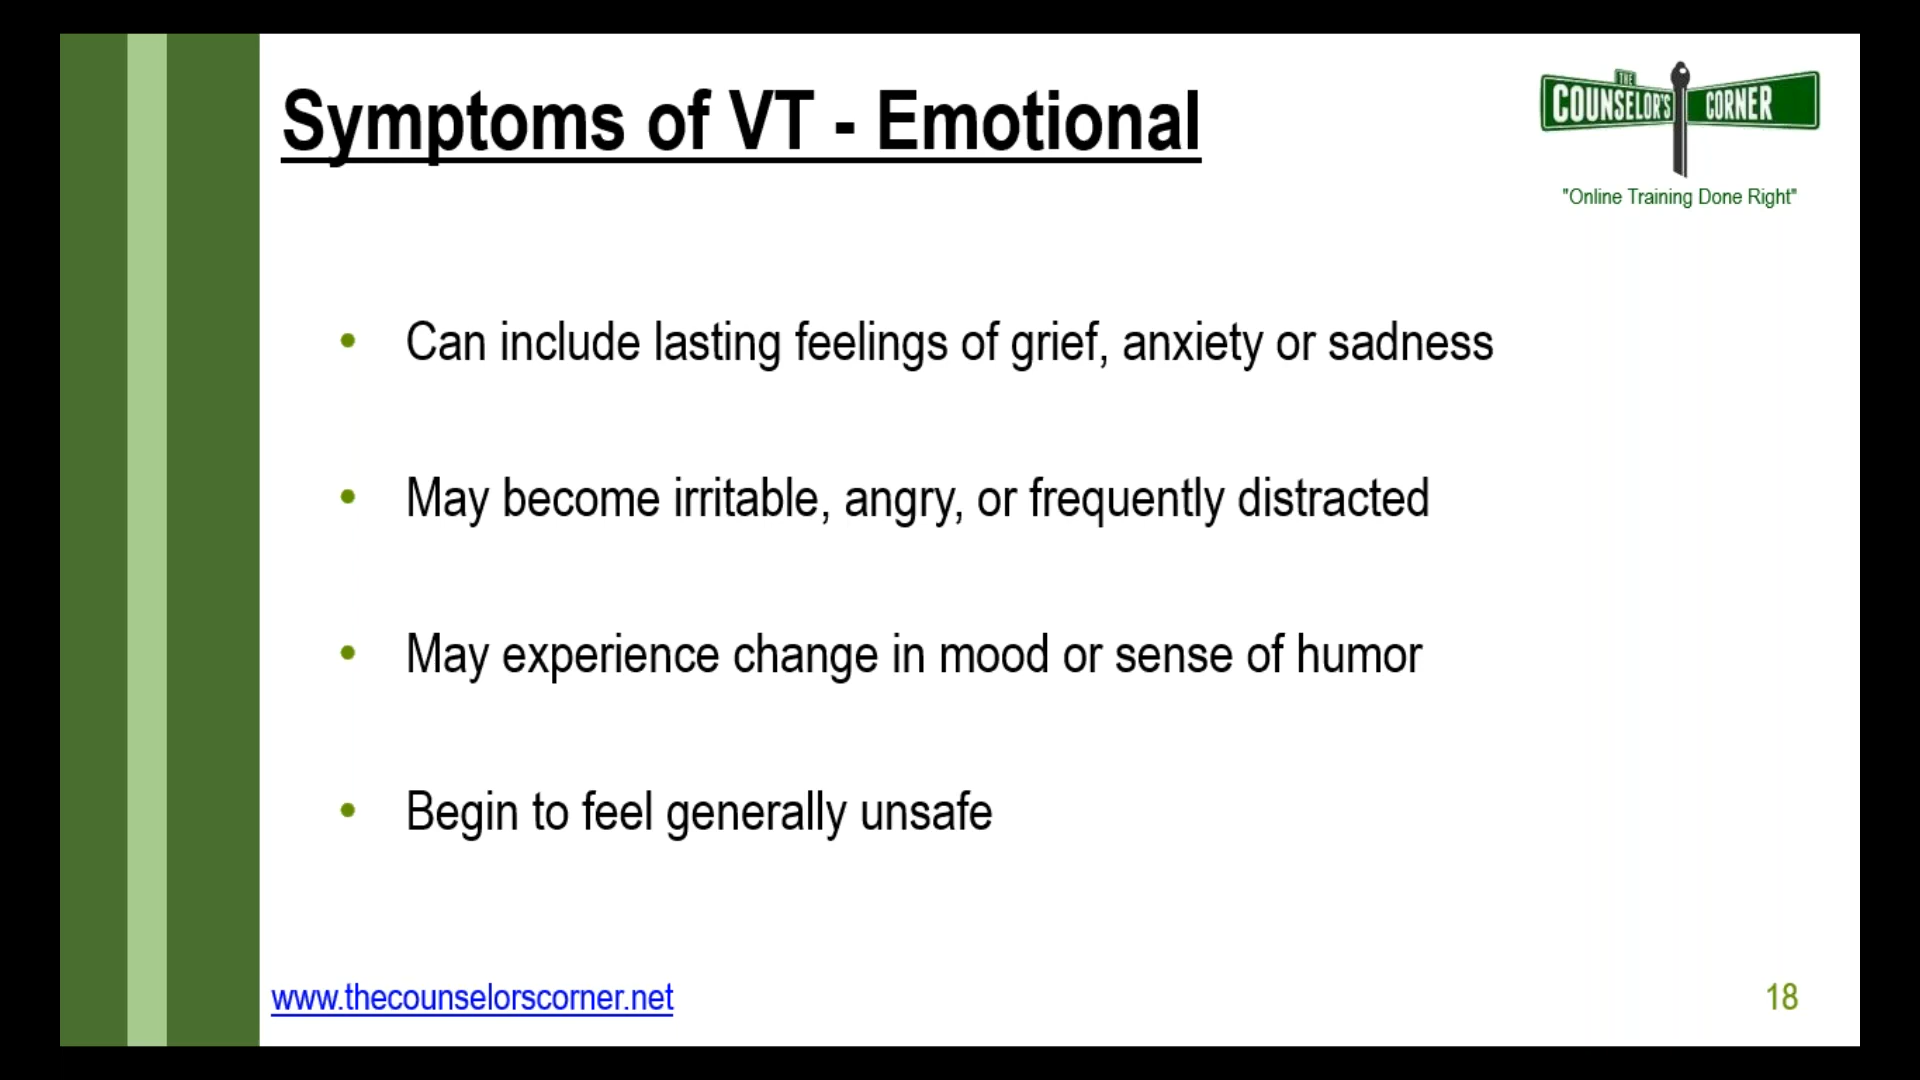 Symptoms of VT - Emotional
THE
COUNSELOR'S CORNER
"Online Training Done Right"
• Can include lasting feelings of grief, anxiety or sadness
• May become irritable, angry, or frequently distracted
• May experience change in mood or sense of humor
• Begin to feel generally unsafe
www.thecounselorscorner.net
18